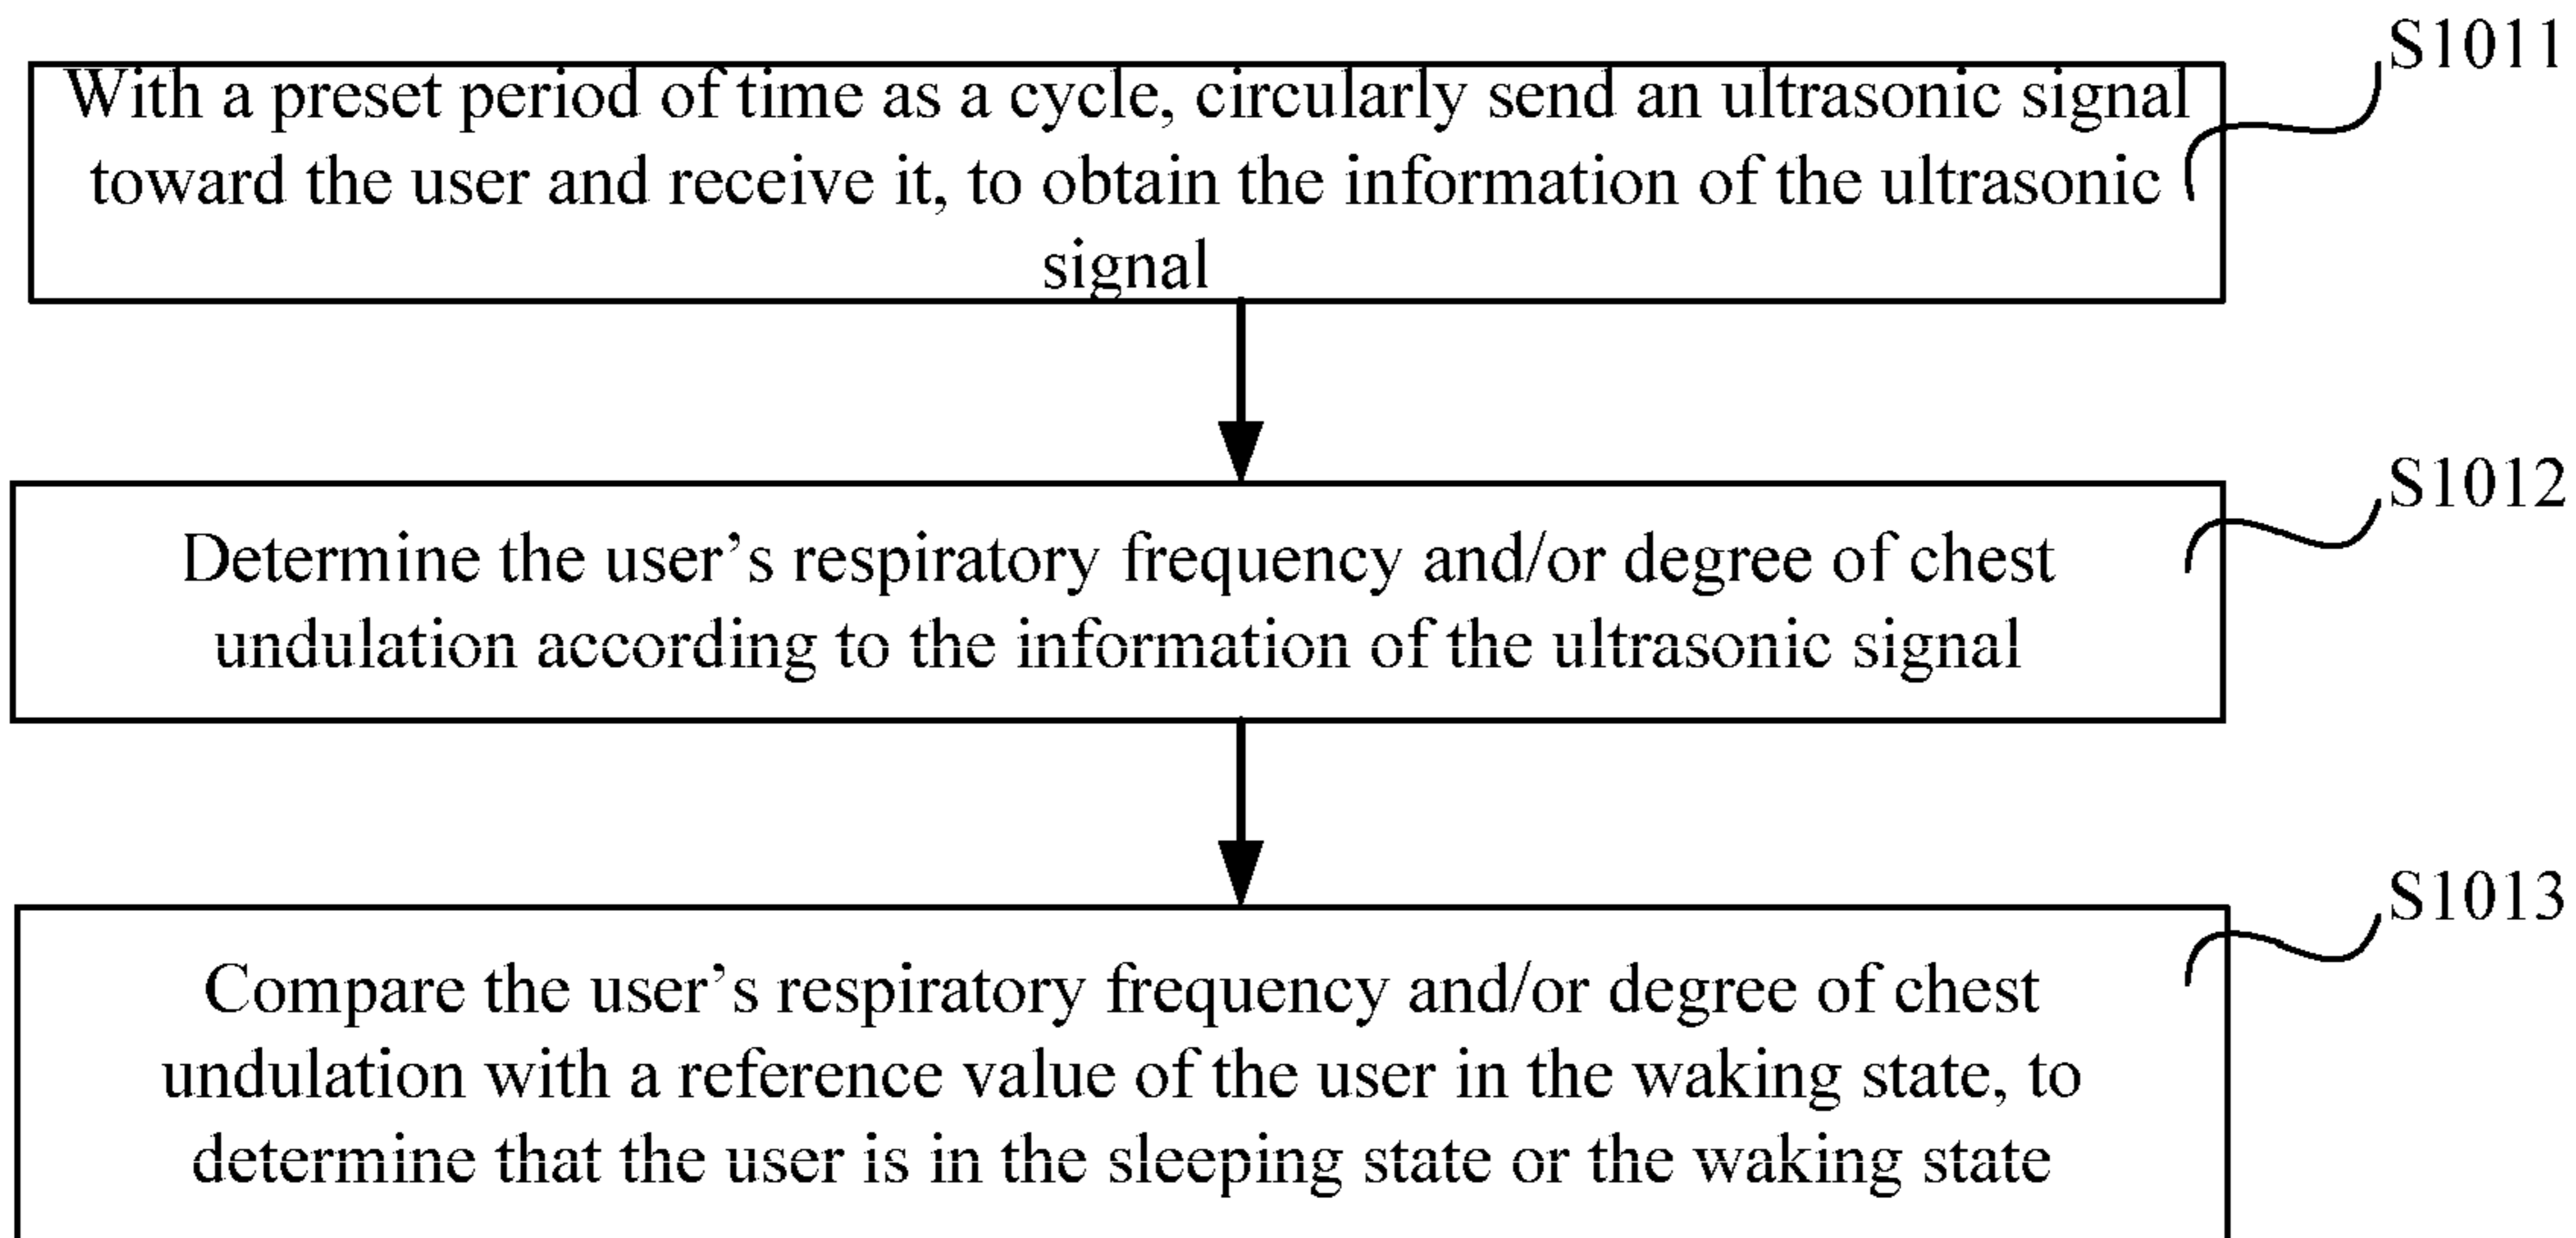 S1011
With a preset period of time as a cycle, circularly send an ultrasonic signal
toward the user and receive it, to obtain the information of the ultrasonic
signal
S1012
Determine the user’s respiratory frequency and/or degree of chest
undulation according to the information of the ultrasonic signal
S1013
Compare the user’s respiratory frequency and/or degree of chest
undulation with a reference value of the user in the waking state, to
determine that the user is in the sleeping state or the waking state